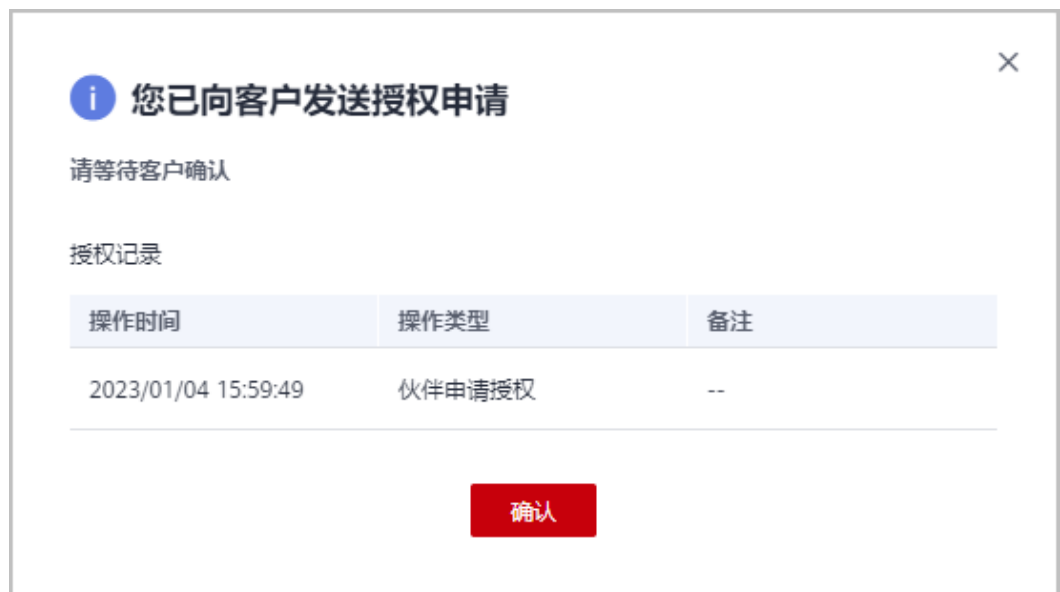 您已向客户发送授权申请
请等待客户确认
授权记录
操作时间 操作类型 备注
2023/01/04 15:59:49 伙伴申请授权 --
确认